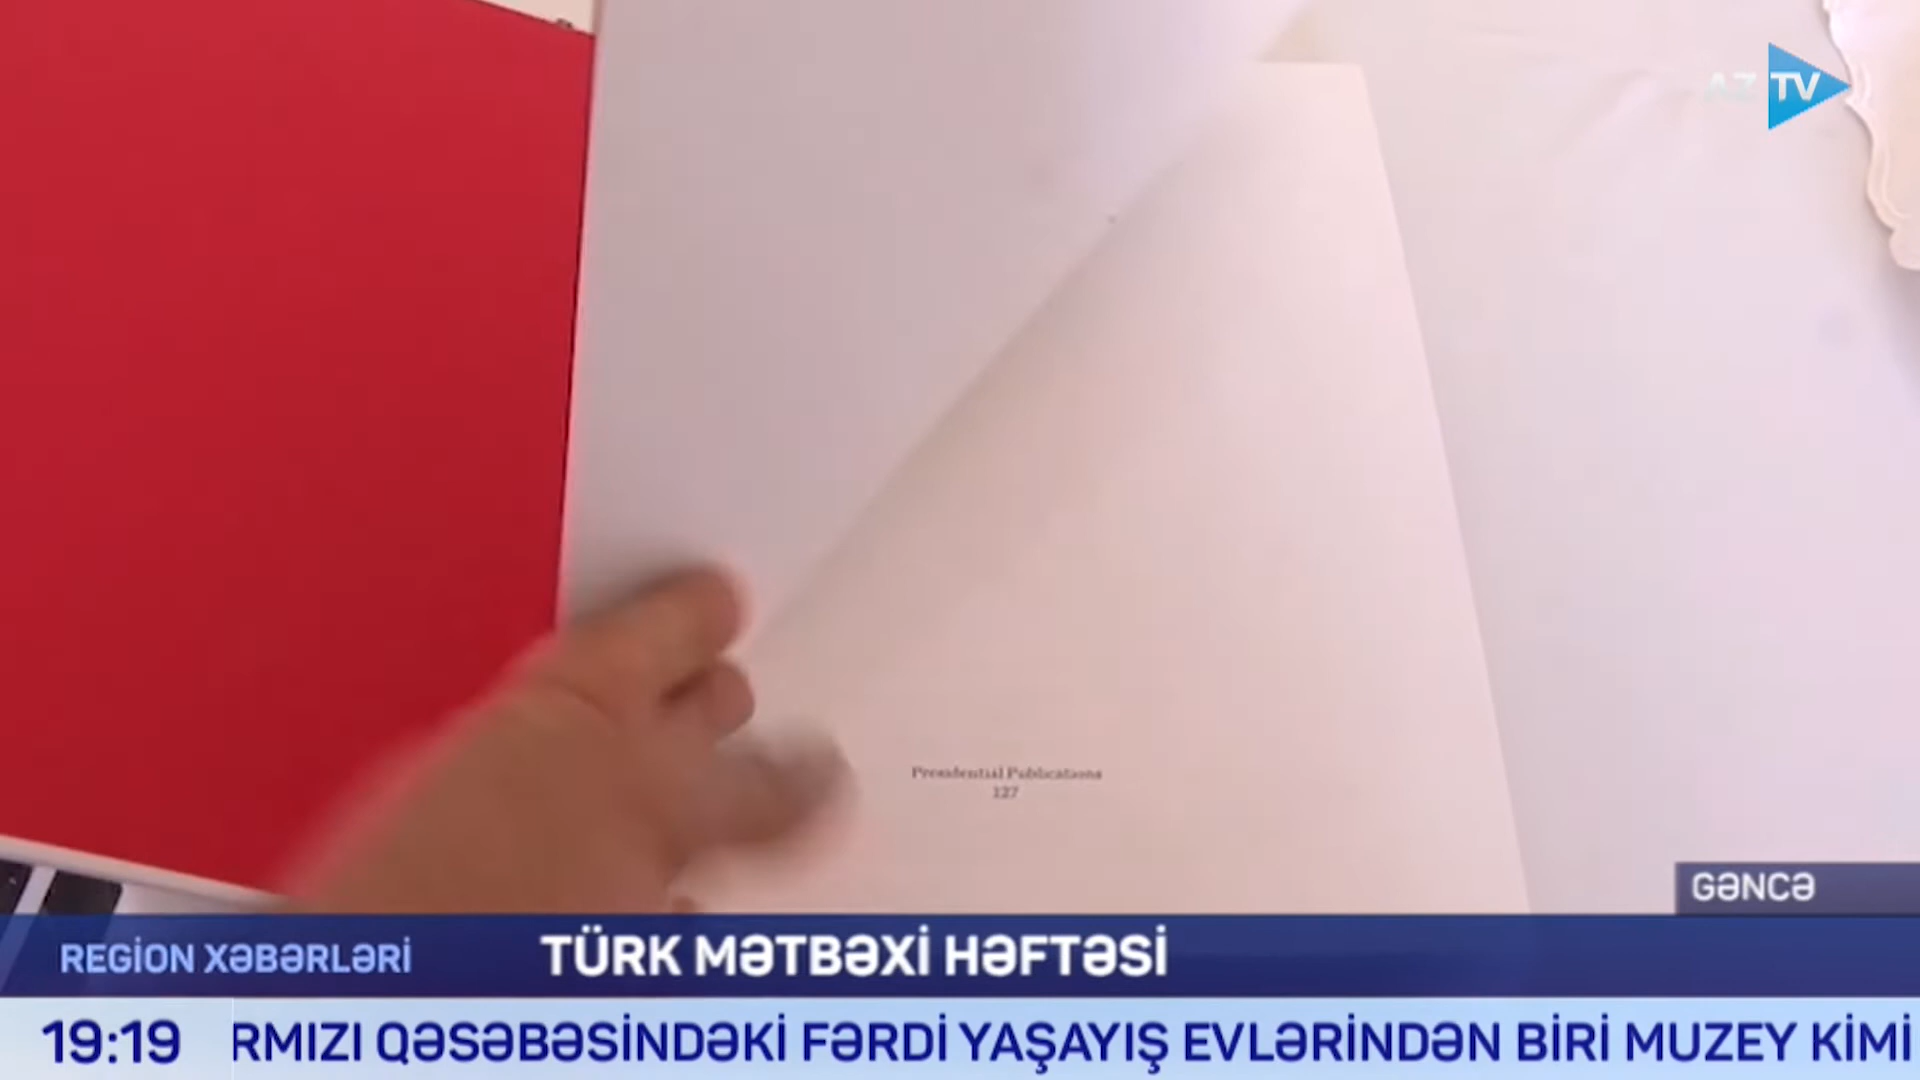 AZ TV
Presidential Publications
127
GƏNCƏ
REGİON XƏBƏRLƏRİ
TÜRK MƏTBƏXİ HƏFTƏSİ
19:19
RMIZI QƏSƏBƏSİNDƏKİ FƏRDİ YAŞAYIŞ EVLƏRİNDƏN BİRİ MUZEY KİMİ